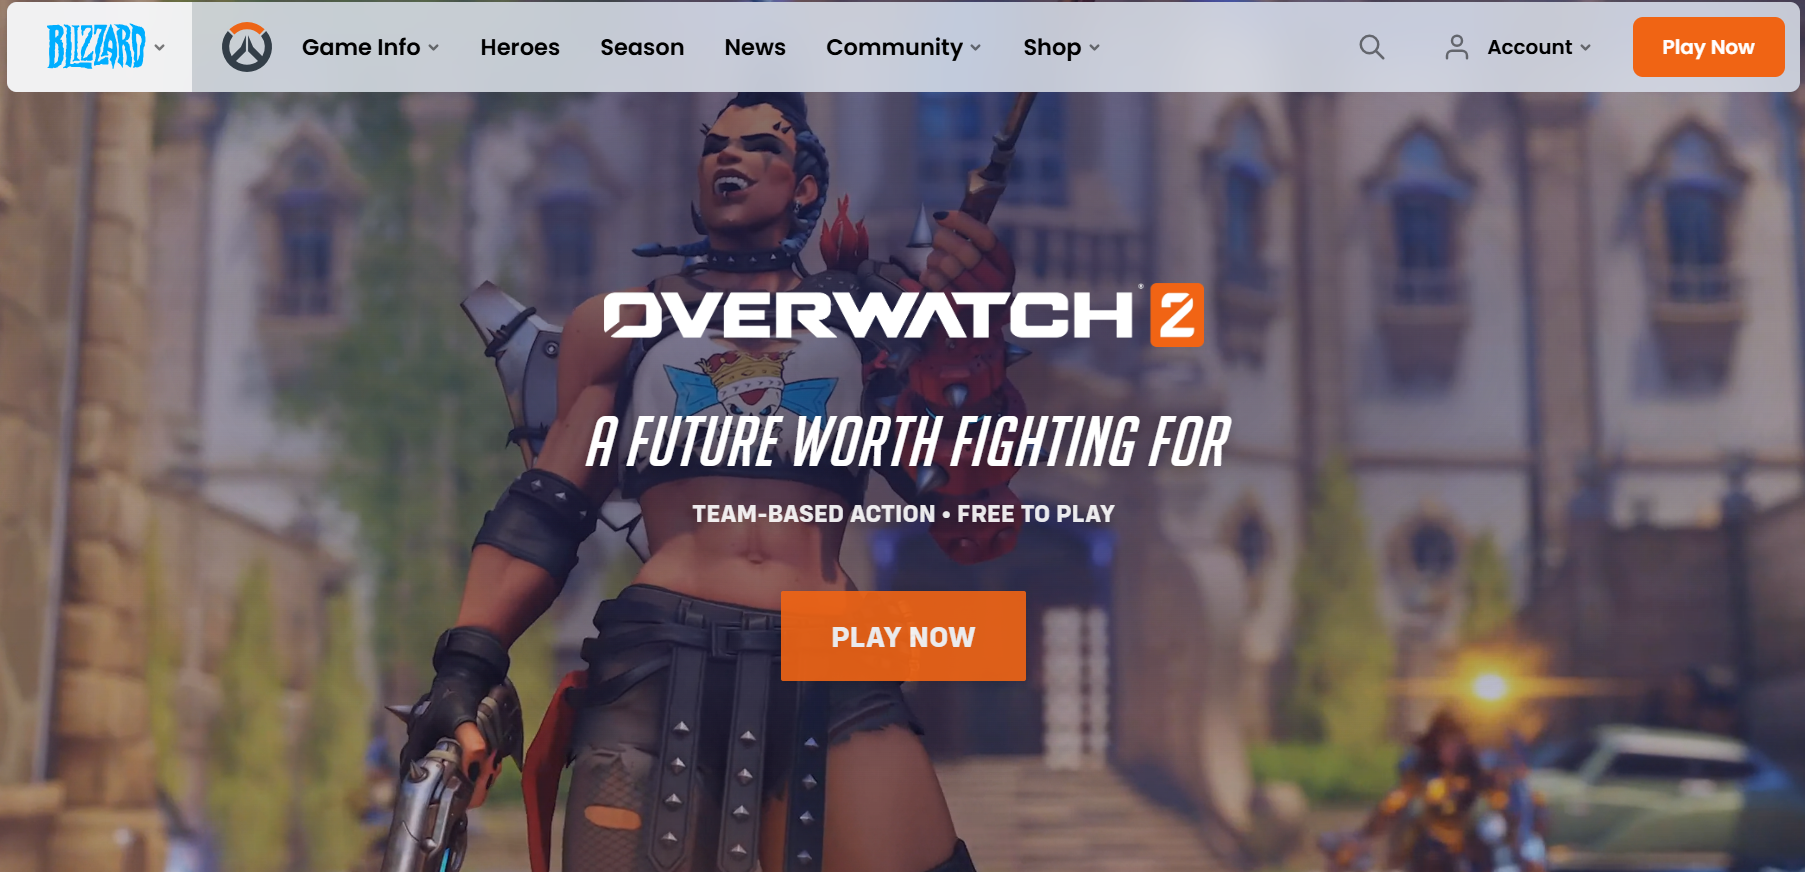 BLIZZARD
Game Info
Heroes
Season
News
Community
Shop
Account
Play Now
OVERWATCH® 2
A FUTURE WORTH FIGHTING FOR
TEAM-BASED ACTION • FREE TO PLAY
PLAY NOW